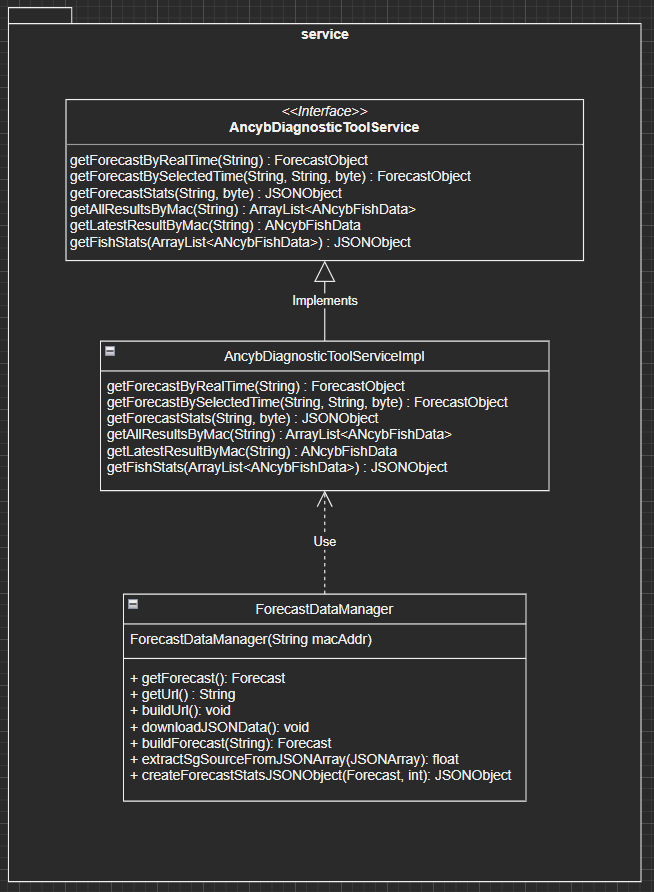 service
<<Interface>>
AncybDiagnosticToolService
getForecastByRealTime(String) : ForecastObject
getForecastBySelectedTime(String, String, byte) : ForecastObject
getForecastStats(String, byte) : JSONObject
getAllResultsByMac(String) : ArrayList<ANcybFishData>
getLatestResultByMac(String) : ANcybFishData
getFishStats(ArrayList<ANcybFishData>) : JSONObject
Implements
AncybDiagnosticToolServiceImpl
getForecastByRealTime(String) : ForecastObject
getForecastBySelectedTime(String, String, byte) : ForecastObject
getForecastStats(String, byte) : JSONObject
getAllResultsByMac(String) : ArrayList<ANcybFishData>
getLatestResultByMac(String) : ANcybFishData
getFishStats(ArrayList<ANcybFishData>) : JSONObject
Use
ForecastDataManager
ForecastDataManager(String macAddr)
+ getForecast(): Forecast
+ getUrl() : String
+ buildUrl(): void
+ downloadJSONData(): void
+ buildForecast(String): Forecast
+ extractSgSourceFromJSONArray(JSONArray): float
+ createForecastStatsJSONObject(Forecast, int): JSONObject